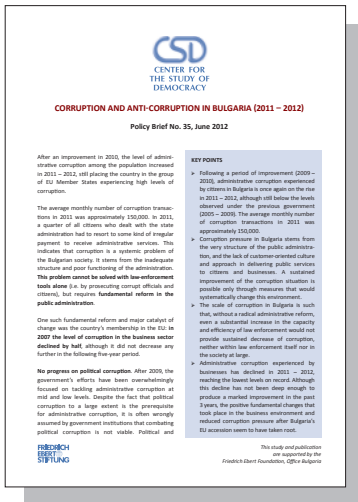 CSD
CENTER FOR
THE STUDY OF
DEMOCRACY
CORRUPTION AND ANTI-CORRUPTION IN BULGARIA (2011 – 2012)
Policy Brief No. 35, June 2012
After an improvement in 2010, the level of admini-
strative corruption among the population increased
in 2011 – 2012, still placing the country in the group
of EU Member States experiencing high levels of
corruption.
The average monthly number of corruption transac-
tions in 2011 was approximately 150,000. In 2011,
a quarter of all citizens who dealt with the state
administration had to resort to some kind of irregular
payment to receive administrative services. This
indicates that corruption is a systemic problem of
the Bulgarian society. It stems from the inadequate
structure and poor functioning of the administration.
This problem cannot be solved with law-enforcement
tools alone (i.e. by prosecuting corrupt officials and
citizens), but requires fundamental reform in the
public administration.
One such fundamental reform and major catalyst of
change was the country's membership in the EU: in
2007 the level of corruption in the business sector
declined by half, although it did not decrease any
further in the following five-year period.
No progress on political corruption. After 2009, the
government's efforts have been overwhelmingly
focused on tackling administrative corruption at
mid and low levels. Despite the fact that political
corruption to a large extent is the prerequisite
for administrative corruption, it is often wrongly
assumed by government institutions that combating
political corruption is not viable. Political and
KEY POINTS
➢ Following a period of improvement (2009 –
2010), administrative corruption experienced
by citizens in Bulgaria is once again on the rise
in 2011 – 2012, although still below the levels
observed under the previous government
(2005 – 2009). The average monthly number
of corruption transactions in 2011 was
approximately 150,000.
➢ Corruption pressure in Bulgaria stems from
the very structure of the public administra-
tion, and the lack of customer-oriented culture
and approach in delivering public services
to citizens and businesses. A sustained
improvement of the corruption situation is
possible only through measures that would
systematically change this environment.
➢ The scale of corruption in Bulgaria is such
that, without a radical administrative reform,
even a substantial increase in the capacity
and efficiency of law enforcement would not
provide sustained decrease of corruption,
neither within law enforcement itself nor in
the society at large.
➢ Administrative corruption experienced by
businesses has declined in 2011 – 2012,
reaching the lowest levels on record. Although
this decline has not been deep enough to
produce a marked improvement in the past
3 years, the positive fundamental changes that
took place in the business environment and
reduced corruption pressure after Bulgaria's
EU accession seem to have taken root.
FRIEDRICH
EBERT
STIFTUNG
This study and publication
are supported by the
Friedrich Ebert Foundation, Office Bulgaria